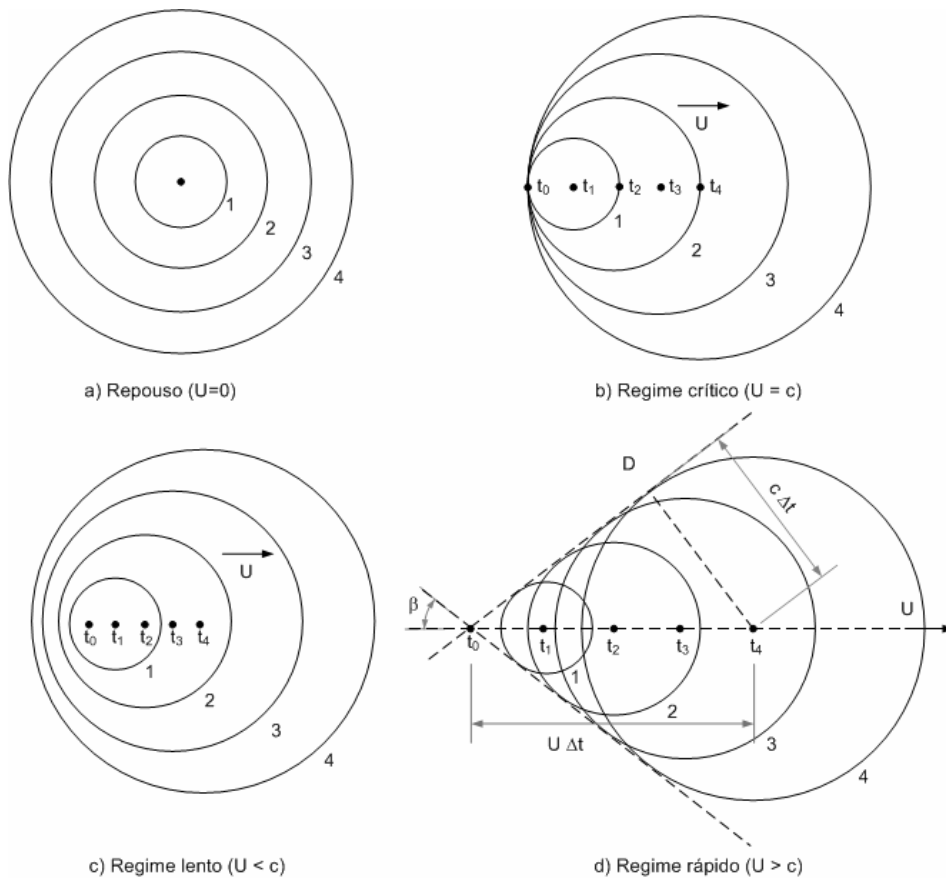 1
2
3
4
a) Repouso (U=0)
U
t0 t1 t2 t3 t4
1
2
3
4
b) Regime crítico (U = c)
U
t0 t1 t2 t3 t4
1
2
3
4
c) Regime lento (U < c)
D
c Δt
β
U
t0 t1 t2 t3 t4
1
2
3
4
U Δt
d) Regime rápido (U > c)